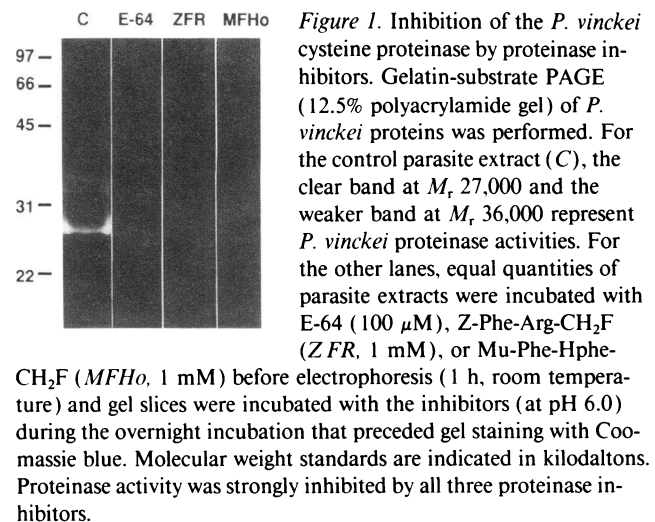 C E-64 ZFR MFHo
97
66
45
31
22
Figure 1. Inhibition of the P. vinckei
cysteine proteinase by proteinase in-
hibitors. Gelatin-substrate PAGE
(12.5% polyacrylamide gel) of P.
vinckei proteins was performed. For
the control parasite extract (C), the
clear band at Mr 27,000 and the
weaker band at Mr 36,000 represent
P. vinckei proteinase activities. For
the other lanes, equal quantities of
parasite extracts were incubated with
E-64 (100 μM), Z-Phe-Arg-CH₂F
(ZFR, 1 mM), or Mu-Phe-Hphe-
CH₂F (MFHo, 1 mM) before electrophoresis (1 h, room tempera-
ture) and gel slices were incubated with the inhibitors (at pH 6.0)
during the overnight incubation that preceded gel staining with Coo-
massie blue. Molecular weight standards are indicated in kilodaltons.
Proteinase activity was strongly inhibited by all three proteinase in-
hibitors.